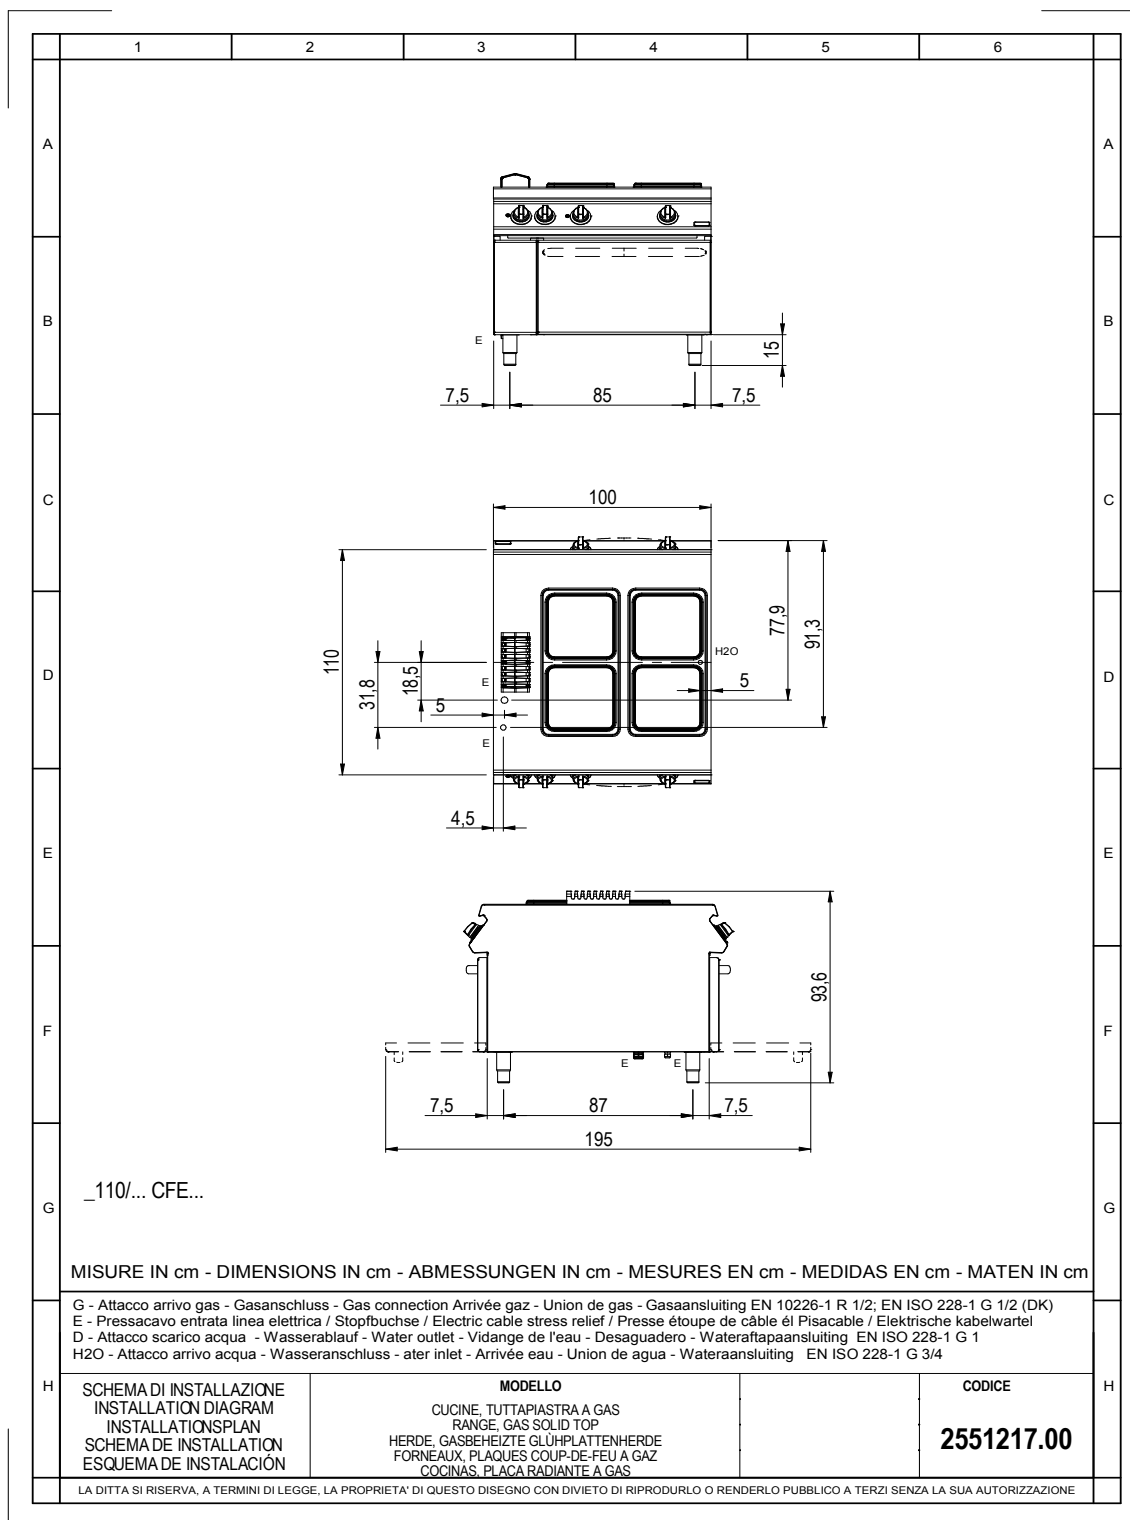 1 2 3 4 5 6
A A
B B
E
15
7,5 85 7,5
C C
100
77,9
91,3
H2O
110
D D
31,8
18,5
E
5
5
E
4,5
E E
93,6
F F
E E
7,5 87 7,5
195
_110/... CFE...
G G
MISURE IN cm - DIMENSIONS IN cm - ABMESSUNGEN IN cm - MESURES EN cm - MEDIDAS EN cm - MATEN IN cm
G - Attacco arrivo gas - Gasanschluss - Gas connection Arrivée gaz - Union de gas - Gasaansluiting EN 10226-1 R 1/2; EN ISO 228-1 G 1/2 (DK)
E - Pressacavo entrata linea elettrica / Stopfbuchse / Electric cable stress relief / Presse étoupe de câble él Pisacable / Elektrische kabelwartel
D - Attacco scarico acqua - Wasserablauf - Water outlet - Vidange de l'eau - Desaguadero - Wateraftapaansluiting EN ISO 228-1 G 1
H2O - Attacco arrivo acqua - Wasseranschluss - ater inlet - Arrivée eau - Union de agua - Wateraansluiting EN ISO 228-1 G 3/4
H H
SCHEMA DI INSTALLAZIONE
INSTALLATION DIAGRAM
INSTALLATIONSPLAN
SCHEMA DE INSTALLATION
ESQUEMA DE INSTALACIÓN
MODELLO
CUCINE, TUTTAPIASTRA A GAS
RANGE, GAS SOLID TOP
HERDE, GASBEHEIZTE GLÜHPLATTENHERDE
FORNEAUX, PLAQUES COUP-DE-FEU A GAZ
COCINAS, PLACA RADIANTE A GAS
CODICE
2551217.00
LA DITTA SI RISERVA, A TERMINI DI LEGGE, LA PROPRIETA' DI QUESTO DISEGNO CON DIVIETO DI RIPRODURLO O RENDERLO PUBBLICO A TERZI SENZA LA SUA AUTORIZZAZIONE